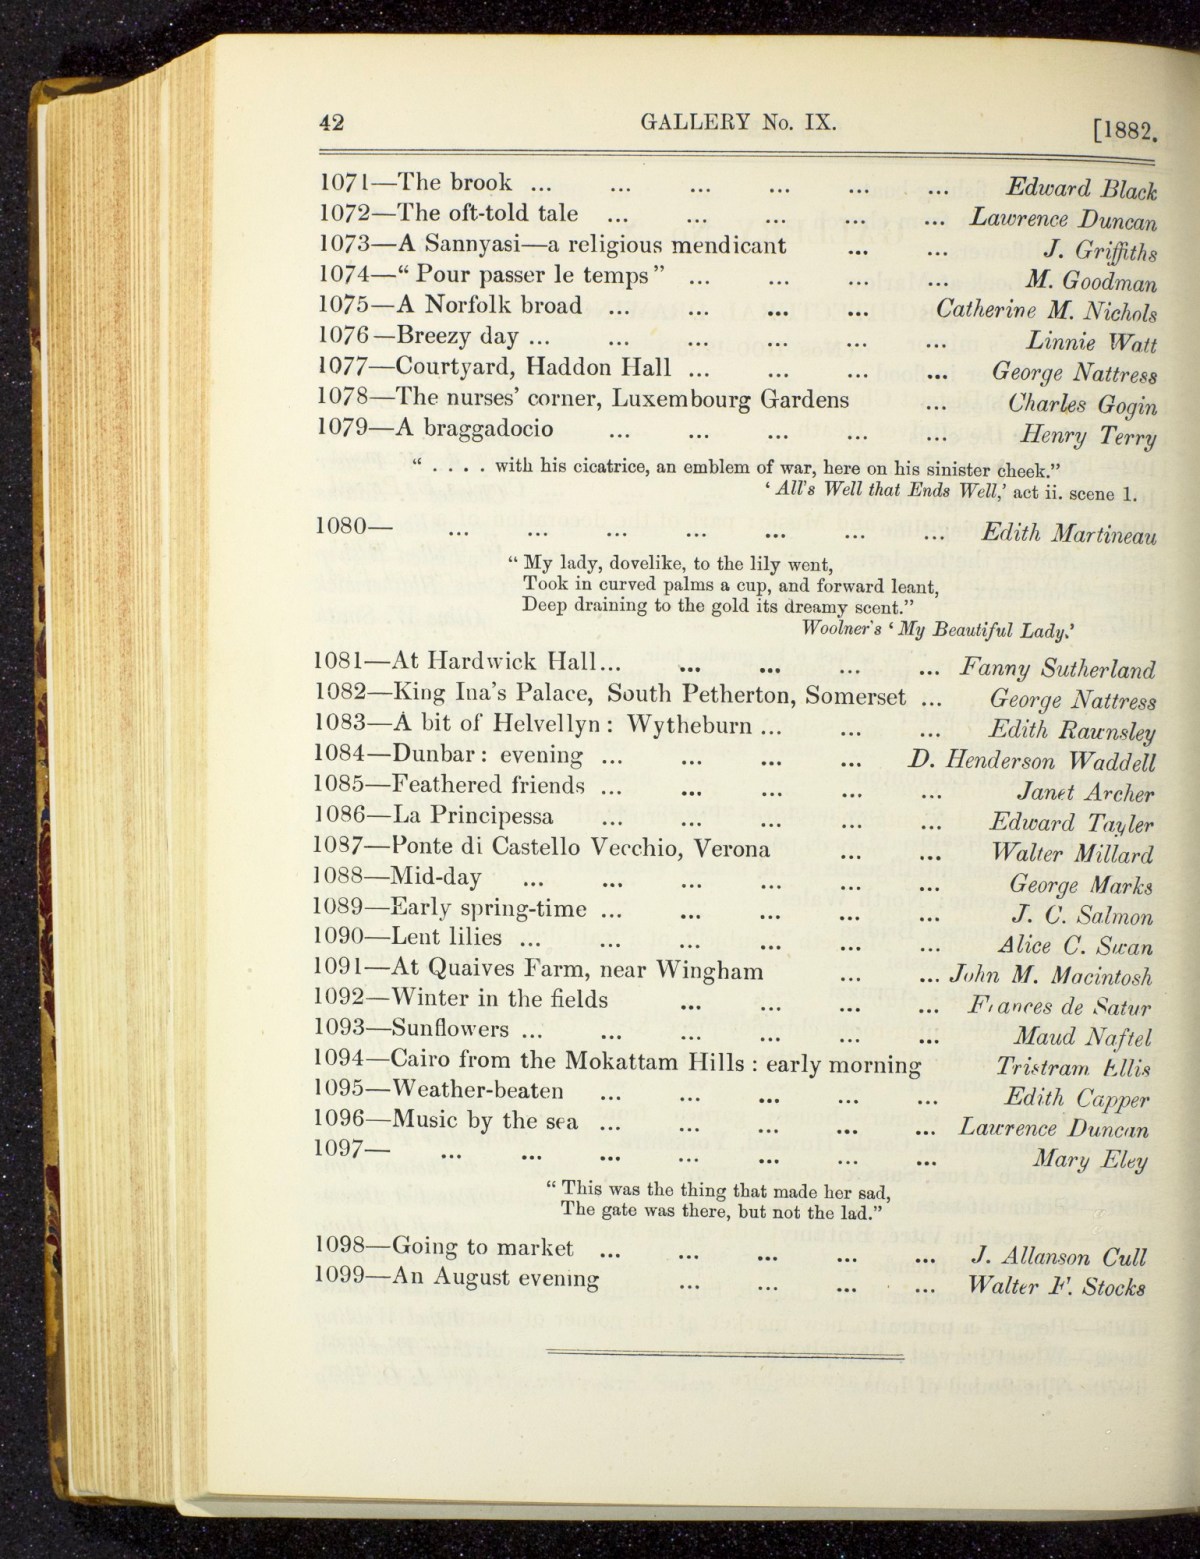 42 GALLERY No. IX. [1882.
1071—The brook ... ... ... ... ... ... Edward Black
1072—The oft-told tale ... ... ... ... ... Lawrence Duncan
1073—A Sannyasi—a religious mendicant ... ... J. Griffiths
1074—“ Pour passer le temps ” ... ... ... ... M. Goodman
1075—A Norfolk broad ... ... ... ... Catherine M. Nichols
1076—Breezy day ... ... ... ... ... ... Linnie Watt
1077—Courtyard, Haddon Hall ... ... ... ... George Nattress
1078—The nurses’ corner, Luxembourg Gardens ... Charles Gogin
1079—A braggadocio ... ... ... ... ... Henry Terry
“ . . . . with his cicatrice, an emblem of war, here on his sinister cheek.”
‘ All’s Well that Ends Well,’ act ii. scene 1.
1080— ... ... ... ... ... ... ... Edith Martineau
“ My lady, dovelike, to the lily went,
Took in curved palms a cup, and forward leant,
Deep draining to the gold its dreamy scent.”
Woolner’s ‘ My Beautiful Lady.’
1081—At Hardwick Hall... ... ... ... ... Fanny Sutherland
1082—King Ina’s Palace, South Petherton, Somerset ... George Nattress
1083—A bit of Helvellyn : Wytheburn ... ... ... Edith Rawnsley
1084—Dunbar : evening ... ... ... ... D. Henderson Waddell
1085—Feathered friends ... ... ... ... ... Janet Archer
1086—La Principessa ... ... ... ... ... Edward Tayler
1087—Ponte di Castello Vecchio, Verona ... ... Walter Millard
1088—Mid-day ... ... ... ... ... ... George Marks
1089—Early spring-time ... ... ... ... ... J. C. Salmon
1090—Lent lilies ... ... ... ... ... ... Alice C. Swan
1091—At Quaives Farm, near Wingham ... ... John M. Macintosh
1092—Winter in the fields ... ... ... ... Frances de Satur
1093—Sunflowers ... ... ... ... ... ... Maud Naftel
1094—Cairo from the Mokattam Hills : early morning Tristram Ellis
1095—Weather-beaten ... ... ... ... ... Edith Capper
1096—Music by the sea ... ... ... ... ... Lawrence Duncan
1097— ... ... ... ... ... ... ... Mary Eley
“ This was the thing that made her sad,
The gate was there, but not the lad.”
1098—Going to market ... ... ... ... ... J. Allanson Cull
1099—An August evening ... ... ... ... Walter F. Stocks